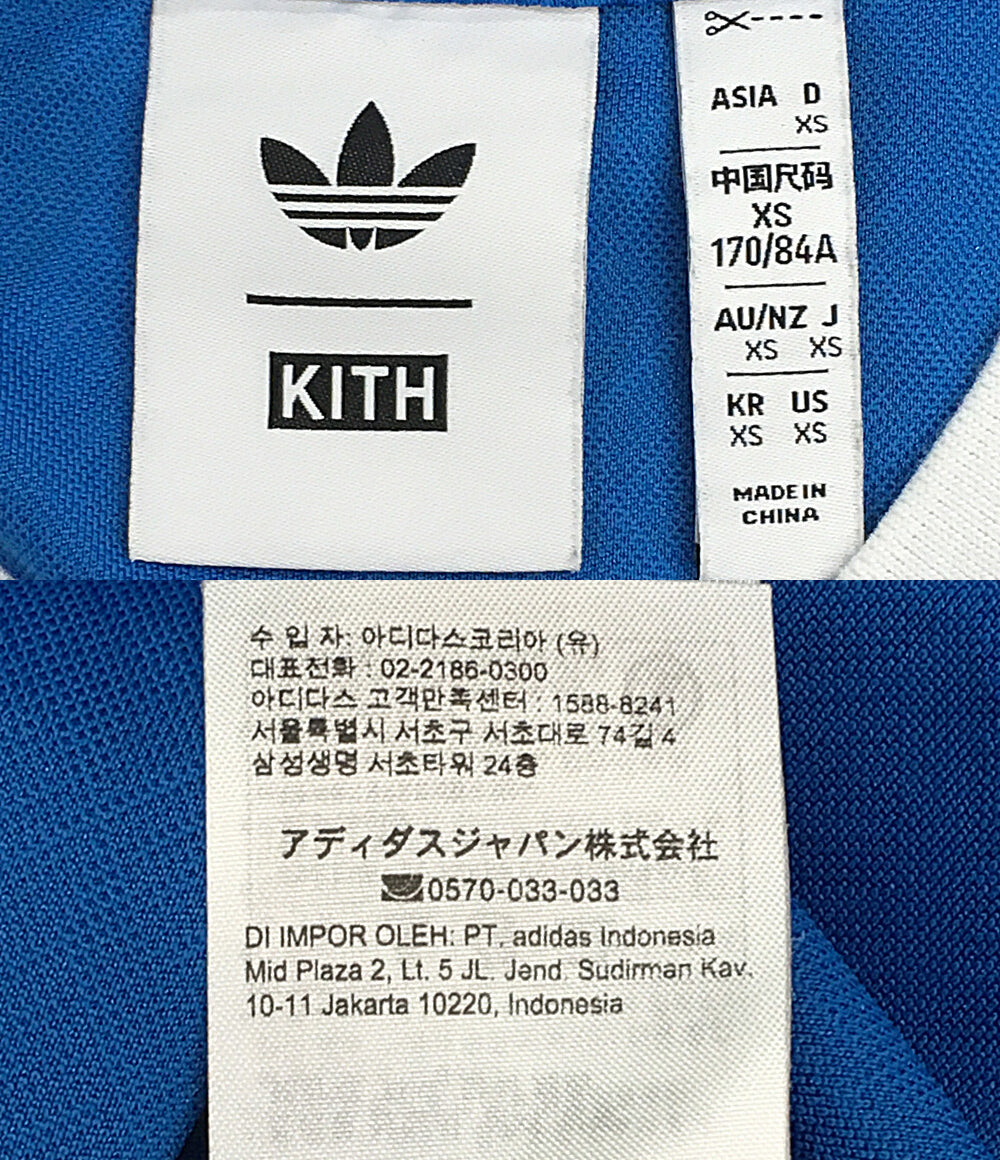 KITH
ASIA D
XS
中国尺码
XS
170/84A
AU/NZ J
XS XS
KR US
XS XS
MADE IN
CHINA
수 입 자: 아디다스코리아 (유)
대표전화 : 02-2186-0300
아디다스 고객만족센터 : 1588-8241
서울특별시 서초구 서초대로 74길 4
삼성생명 서초타워 24층
アディダスジャパン株式会社
0570-033-033
DI IMPOR OLEH: PT. adidas Indonesia
Mid Plaza 2, Lt. 5 JL. Jend. Sudirman Kav.
10-11 Jakarta 10220, Indonesia